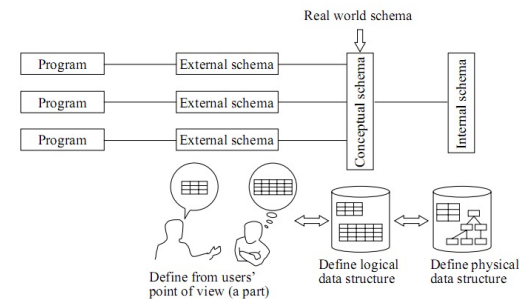 Real world schema
Program
External schema
Program
External schema
Program
External schema
Conceptual schema
Internal schema
Define from users'
point of view (a part)
Define logical
data structure
Define physical
data structure